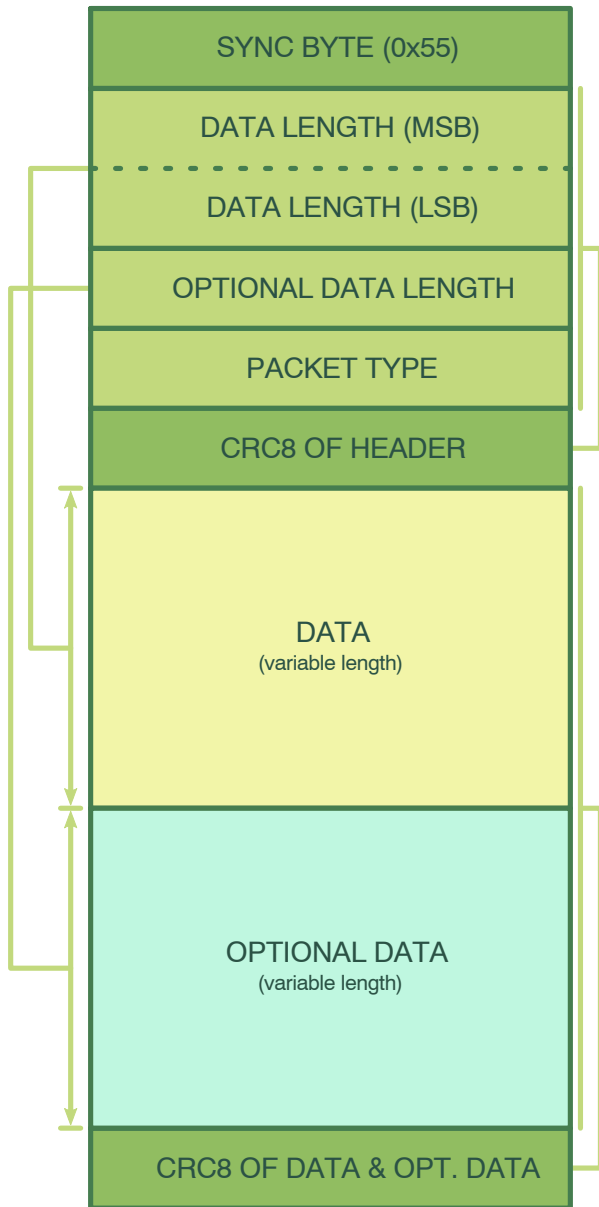 SYNC BYTE (0x55)
DATA LENGTH (MSB)
DATA LENGTH (LSB)
OPTIONAL DATA LENGTH
PACKET TYPE
CRC8 OF HEADER
DATA
(variable length)
OPTIONAL DATA
(variable length)
CRC8 OF DATA & OPT. DATA